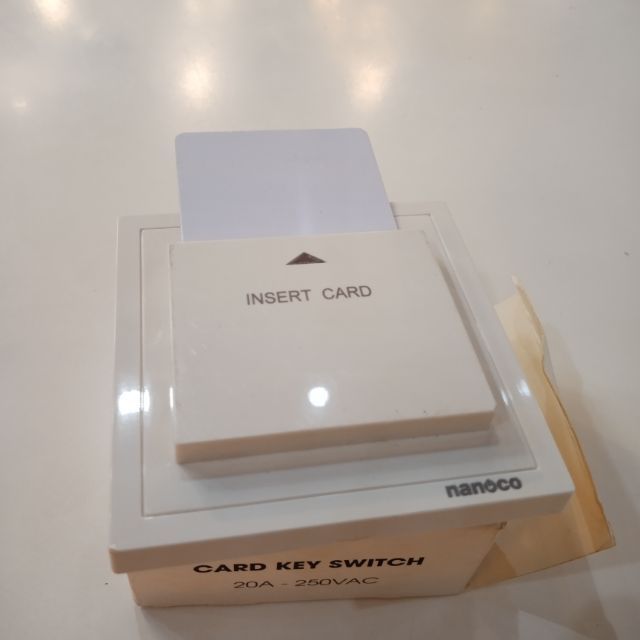 INSERT CARD
nanoco
CARD KEY SWITCH
20A - 250VAC